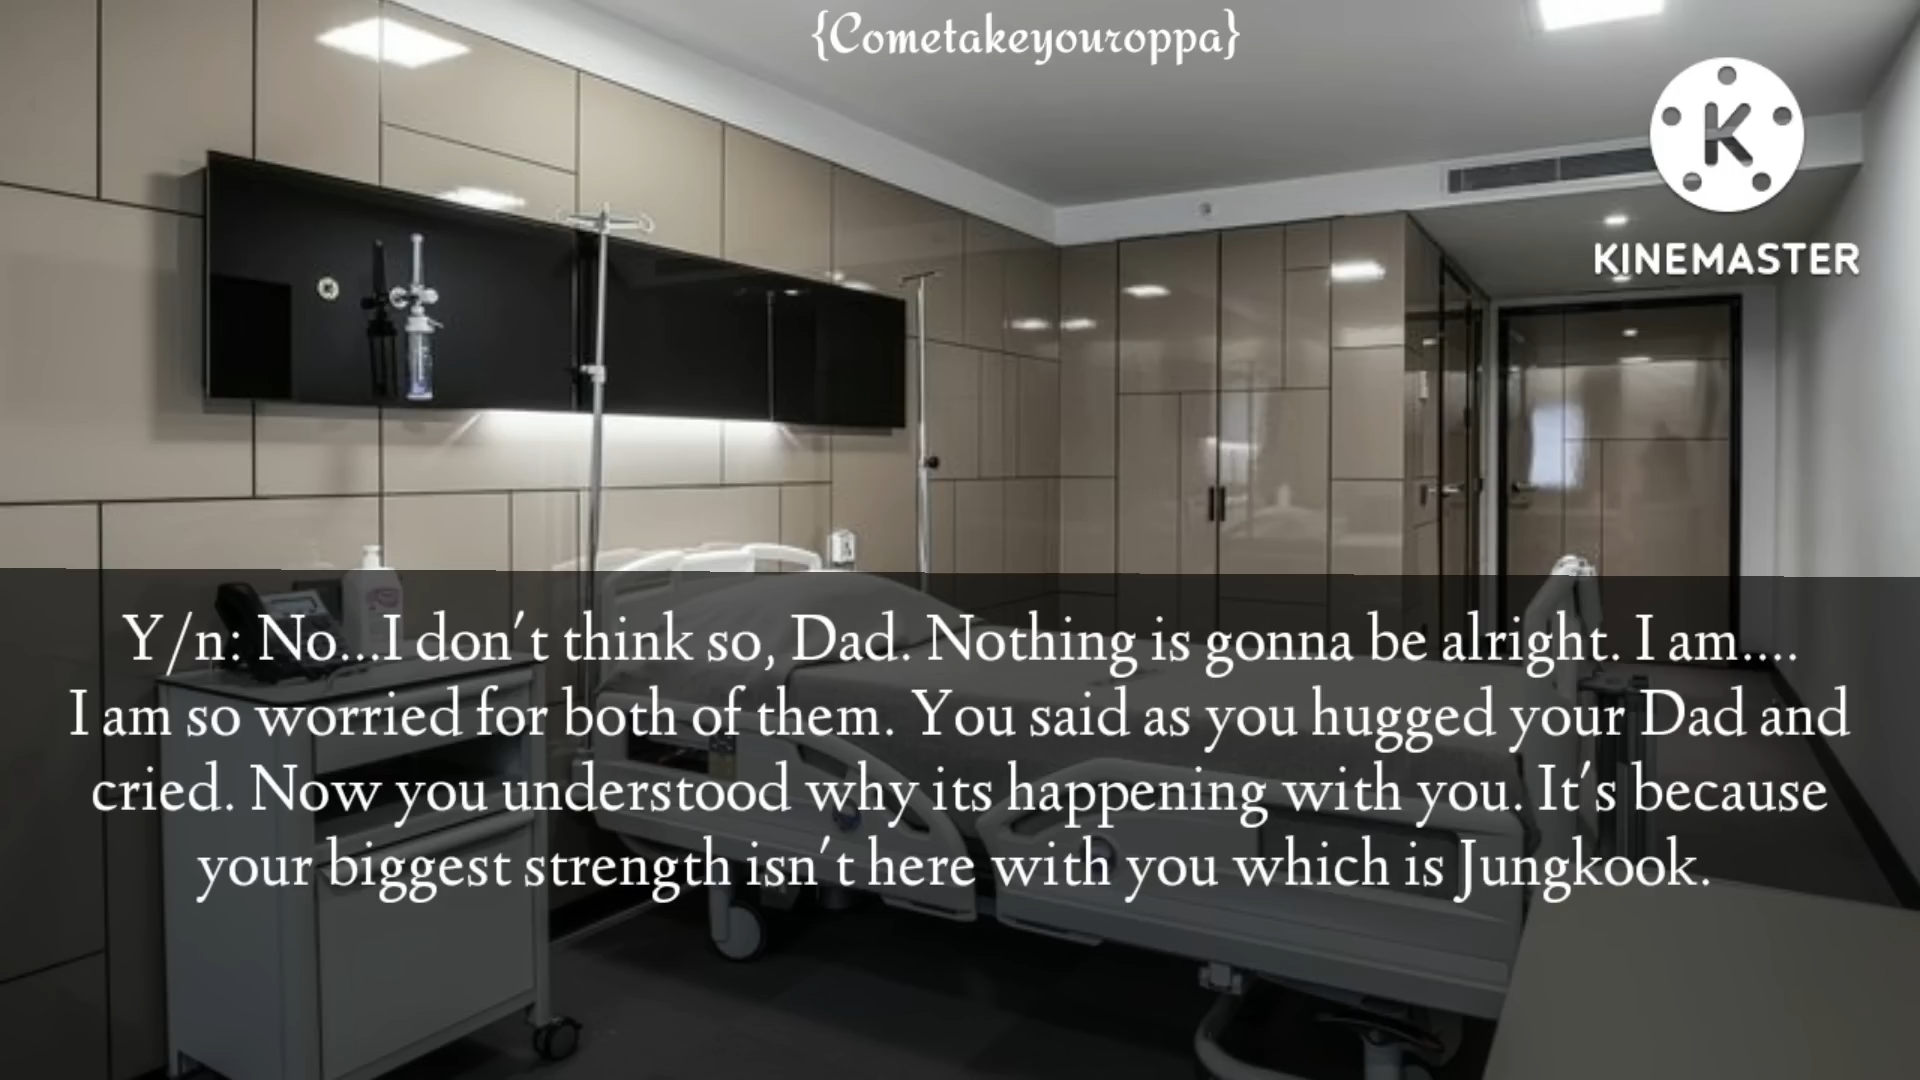 {Cometakeyouroppa}
K
KINEMASTER
Y/n: No...I don't think so, Dad. Nothing is gonna be alright. I am....
I am so worried for both of them. You said as you hugged your Dad and
cried. Now you understood why its happening with you. It's because
your biggest strength isn't here with you which is Jungkook.